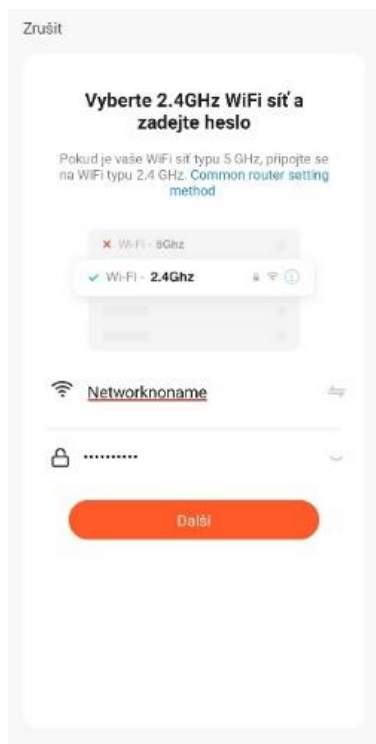 Zrušit
Vyberte 2.4GHz WiFi síť a
zadejte heslo
Pokud je vaše WiFi síť typu 5 GHz, připojte se
na WiFi typu 2.4 GHz. Common router setting
method
Wi-Fi - 5Ghz
Wi-Fi - 2.4Ghz
Networknoname
••••••••••
Další